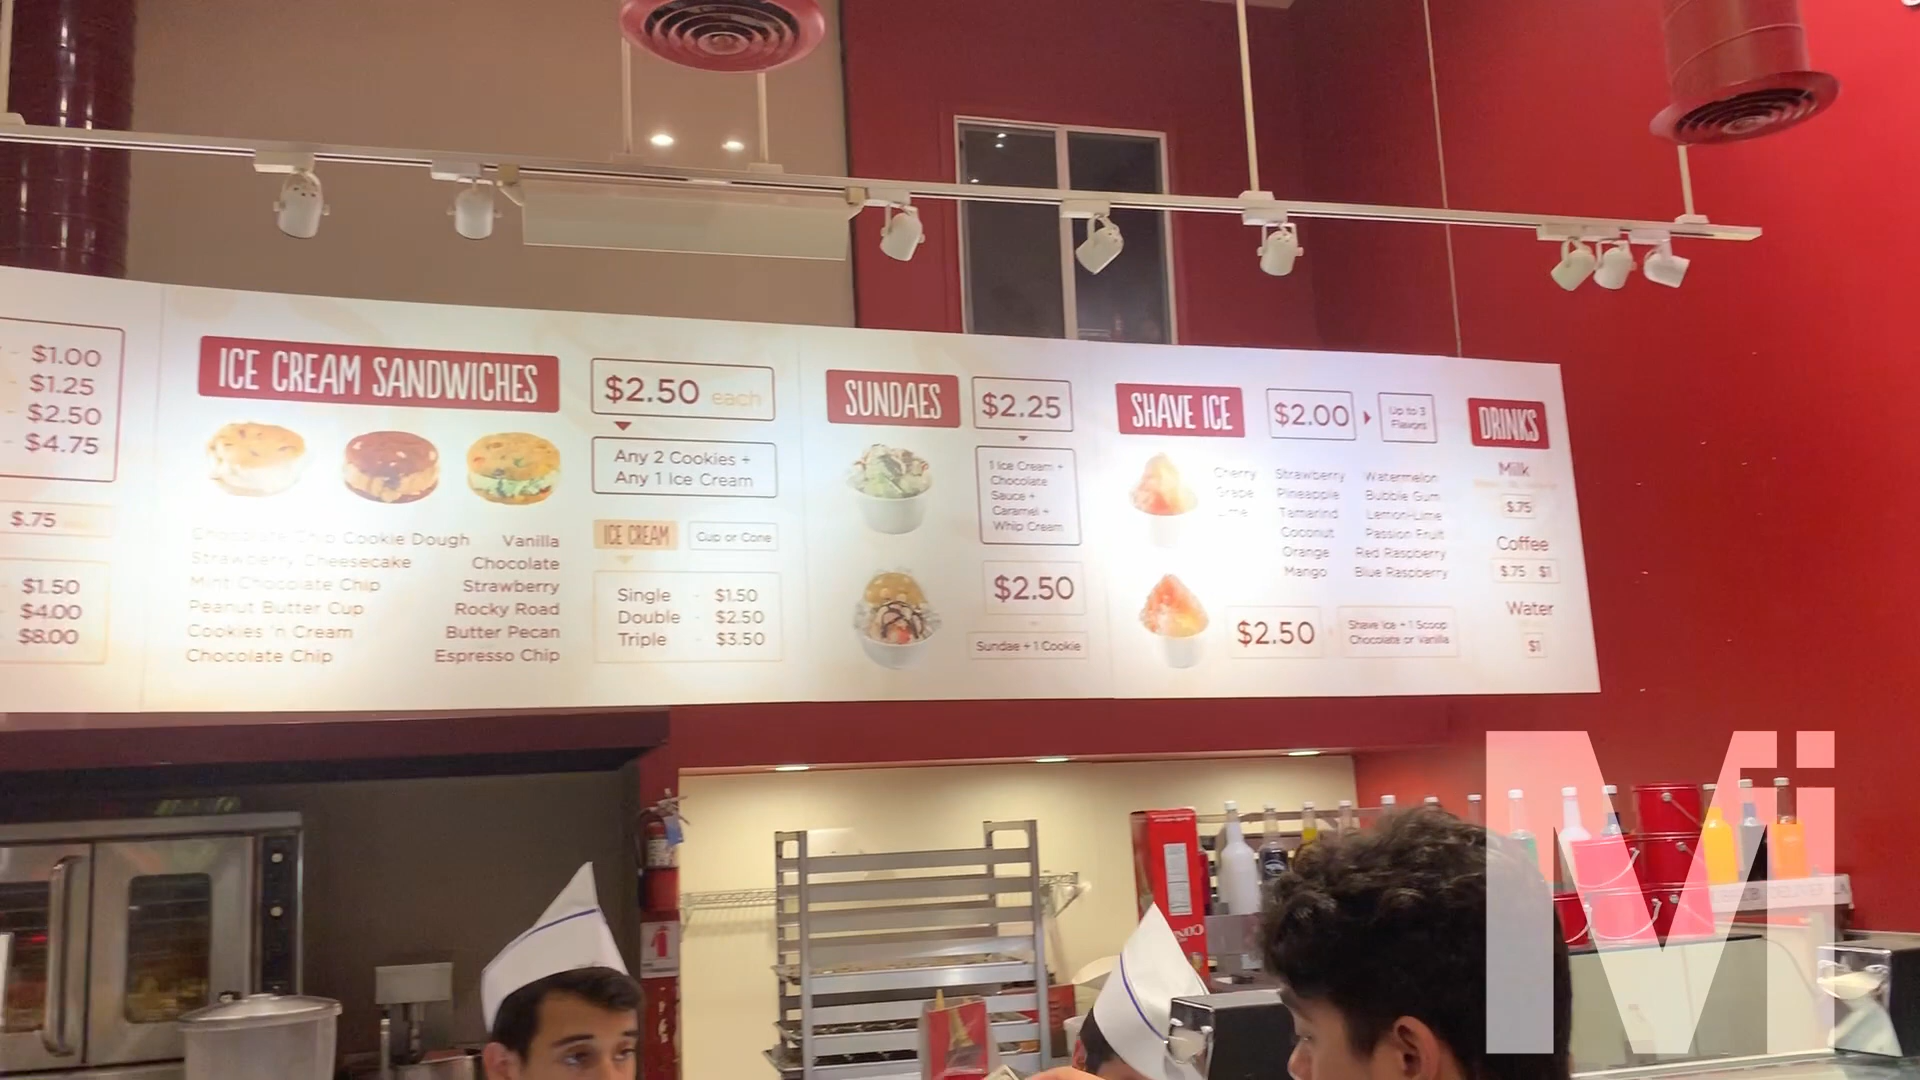 - $1.00
- $1.25
- $2.50
- $4.75
$.75
$1.50
$4.00
$8.00
ICE CREAM SANDWICHES
$2.50 each
Any 2 Cookies +
Any 1 Ice Cream
Chocolate Chip Cookie Dough
Strawberry Cheesecake
Mint Chocolate Chip
Peanut Butter Cup
Cookies 'n Cream
Chocolate Chip
Vanilla
Chocolate
Strawberry
Rocky Road
Butter Pecan
Espresso Chip
ICE CREAM
Cup or Cone
Single - $1.50
Double - $2.50
Triple - $3.50
SUNDAES
$2.25
1 Ice Cream +
Chocolate
Sauce +
Caramel +
Whip Cream
$2.50
Sundae + 1 Cookie
SHAVE ICE
$2.00
Up to 3
Flavors
Cherry
Grape
Lime
Strawberry
Pineapple
Tamarind
Coconut
Orange
Mango
Watermelon
Bubble Gum
Lemon-Lime
Passion Fruit
Red Raspberry
Blue Raspberry
$2.50
Shave Ice + 1 Scoop
Chocolate or Vanilla
DRINKS
Milk
$.75
Coffee
$.75 $1
Water
$1
Mi